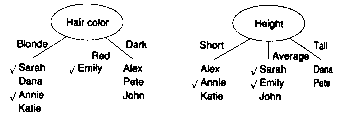 Hair color
Blonde Red Dark
✓ Sarah
Dana
✓ Annie
Katie
✓ Emily
Alex
Pete
John
Height
Short Average Tall
Alex
✓ Annie
Katie
✓ Sarah
✓ Emily
John
Dana
Pete